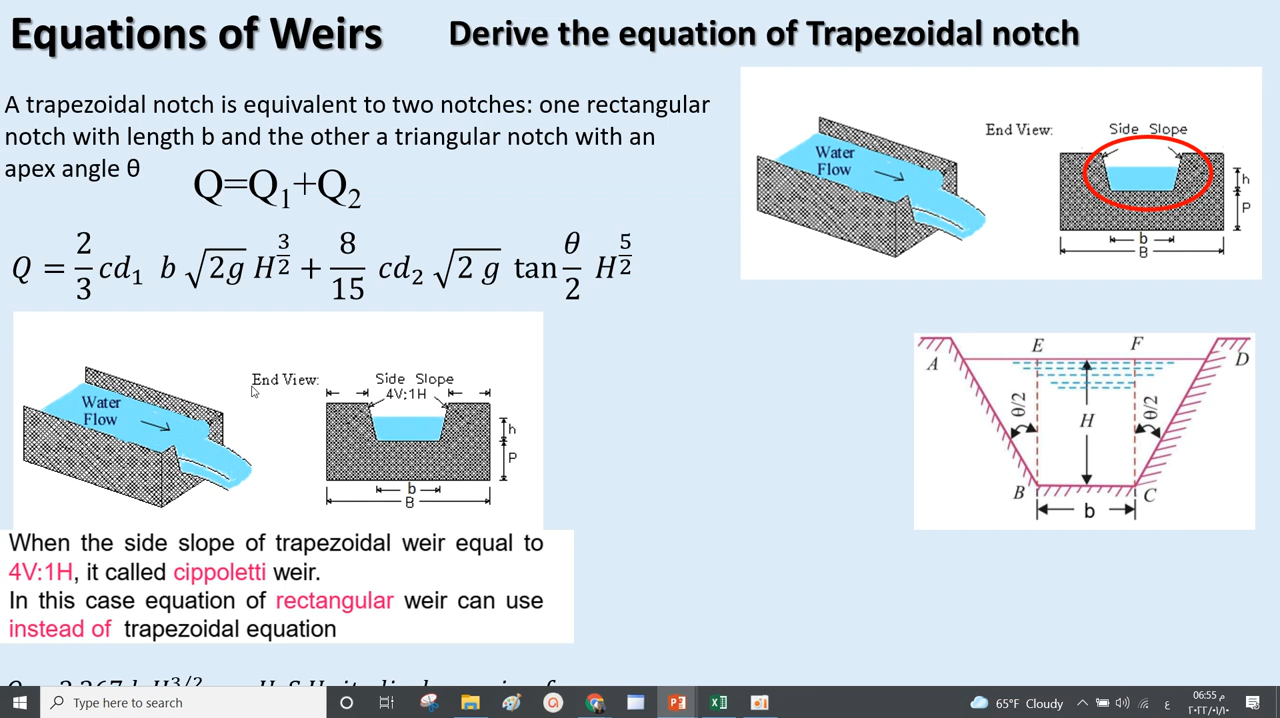 Equations of Weirs
Derive the equation of Trapezoidal notch
A trapezoidal notch is equivalent to two notches: one rectangular
notch with length b and the other a triangular notch with an
apex angle θ
Q=Q₁+Q₂
Q = 2/3 cd₁ b √2g H^3/2 + 8/15 cd₂ √2 g tan θ/2 H^5/2
Water
Flow
End View:
Side Slope
h
P
b
B
A
E
F
D
θ/2
H
θ/2
B
C
b
Water
Flow
End View:
Side Slope
4V:1H
h
P
b
B
When the side slope of trapezoidal weir equal to
4V:1H, it called cippoletti weir.
In this case equation of rectangular weir can use
instead of trapezoidal equation
Type here to search
65°F Cloudy
ع
06:55 م